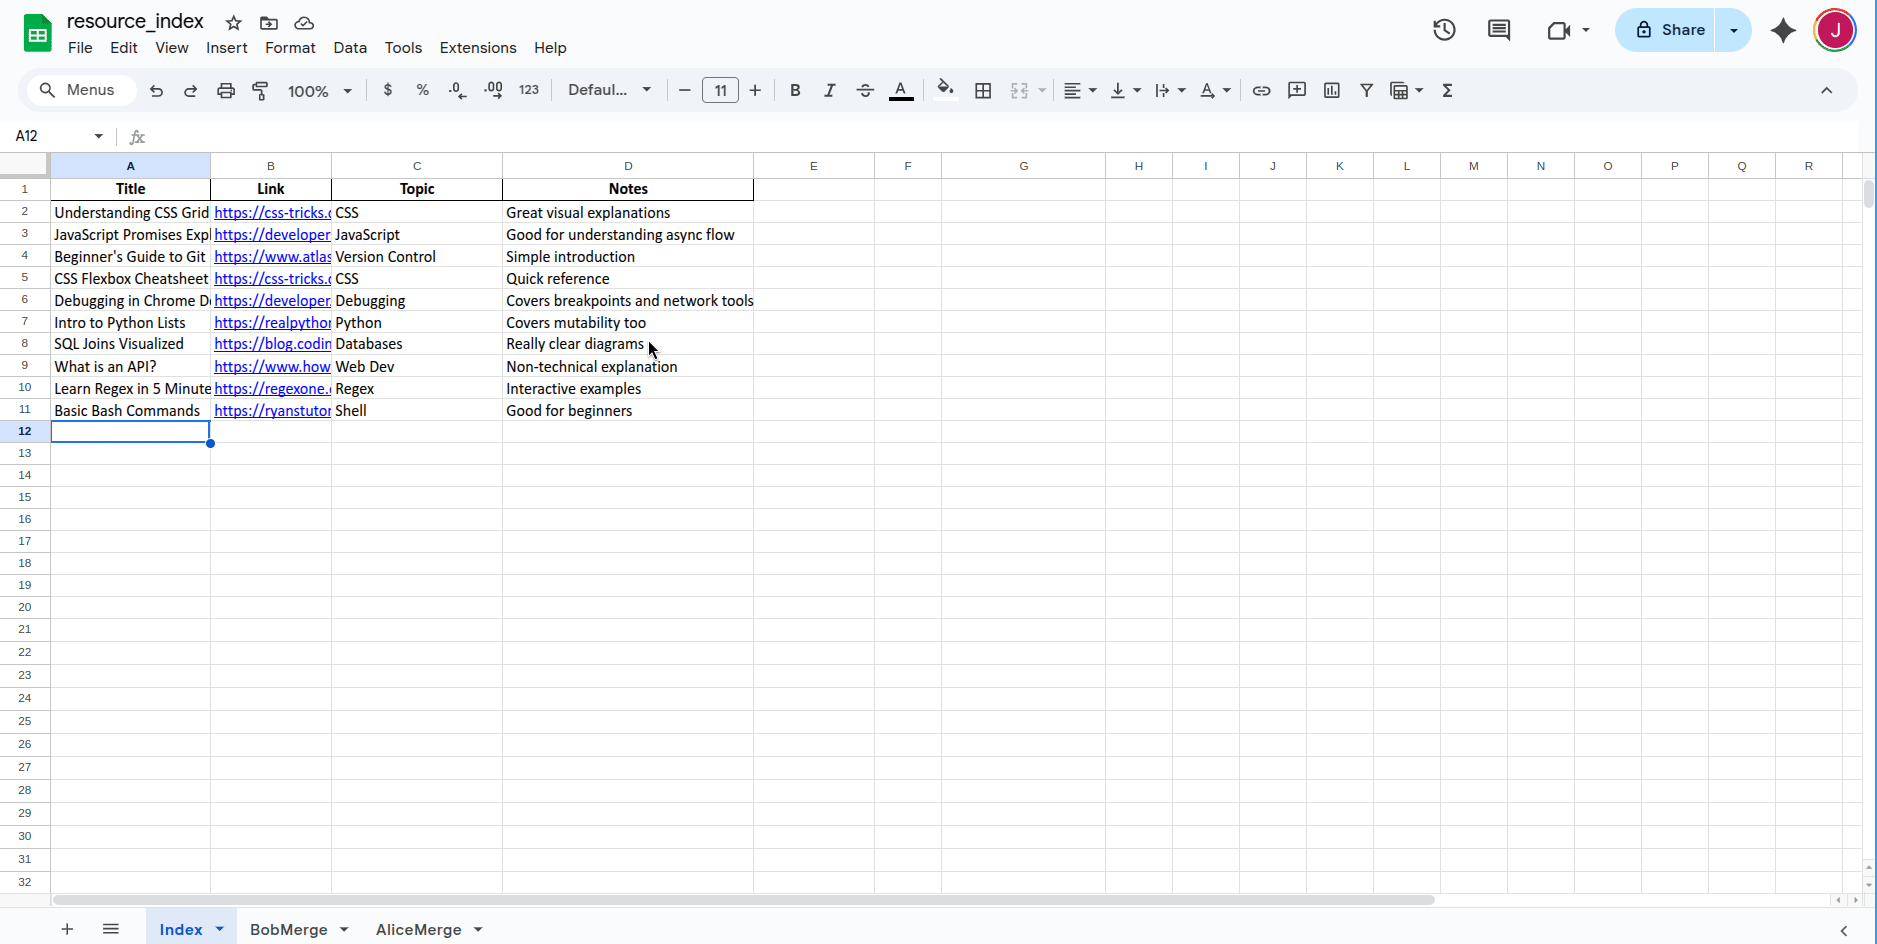 resource_index
File Edit View Insert Format Data Tools Extensions Help
Share
J
Menus 100% $ % .0 .00 123 Defaul... 11 B I S A Σ
A12 fx
A B C D E F G H I J K L M N O P Q R
1 Title Link Topic Notes
2 Understanding CSS Grid https://css-tricks.c CSS Great visual explanations
3 JavaScript Promises Expl https://developer JavaScript Good for understanding async flow
4 Beginner's Guide to Git https://www.atlas Version Control Simple introduction
5 CSS Flexbox Cheatsheet https://css-tricks.c CSS Quick reference
6 Debugging in Chrome De https://developer. Debugging Covers breakpoints and network tools
7 Intro to Python Lists https://realpython Python Covers mutability too
8 SQL Joins Visualized https://blog.codin Databases Really clear diagrams
9 What is an API? https://www.how Web Dev Non-technical explanation
10 Learn Regex in 5 Minute https://regexone.c Regex Interactive examples
11 Basic Bash Commands https://ryanstutor Shell Good for beginners
12
13
14
15
16
17
18
19
20
21
22
23
24
25
26
27
28
29
30
31
32
Index BobMerge AliceMerge